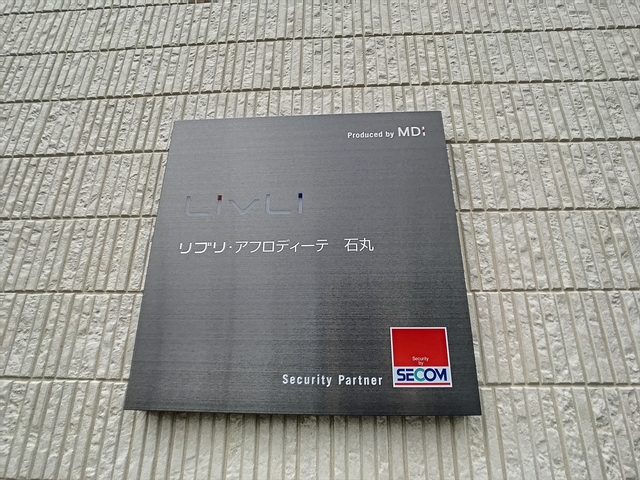 Produced by MDI
LivLi
リブリ・アフロディーテ 石丸
Security Partner
Security
by
SECOM